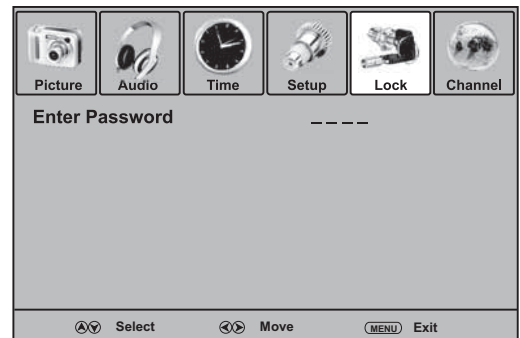 Picture Audio Time Setup Lock Channel
Enter Password _ _ _ _
Select Move MENU Exit